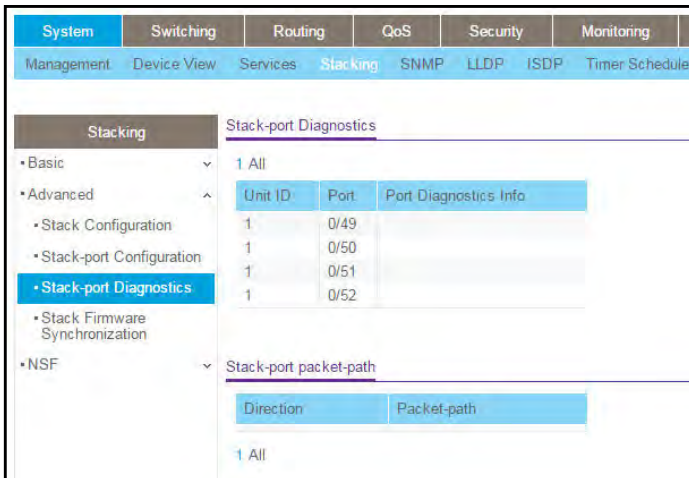 System Switching Routing QoS Security Monitoring
Management Device View Services Stacking SNMP LLDP ISDP Timer Schedule
Stacking
Basic
Advanced
Stack Configuration
Stack-port Configuration
Stack-port Diagnostics
Stack Firmware
Synchronization
NSF
Stack-port Diagnostics
1 All
Unit ID Port Port Diagnostics Info
1 0/49
1 0/50
1 0/51
1 0/52
Stack-port packet-path
Direction Packet-path
1 All